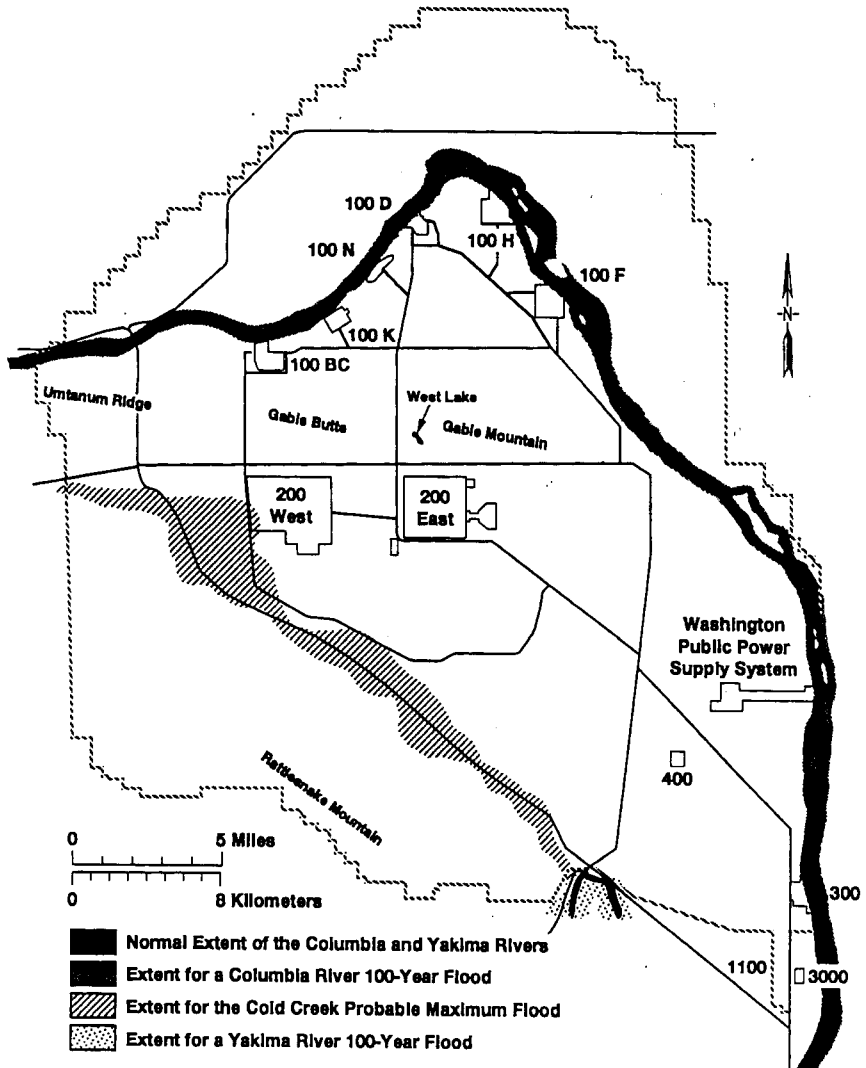 100 D
100 N
100 H
100 F
N
100 K
100 BC
Umtanum Ridge
West Lake
Gable Butte
Gable Mountain
200
West
200
East
Washington
Public Power
Supply System
400
Rattlesnake Mountain
0 5 Miles
0 8 Kilometers
300
1100
3000
Normal Extent of the Columbia and Yakima Rivers
Extent for a Columbia River 100-Year Flood
Extent for the Cold Creek Probable Maximum Flood
Extent for a Yakima River 100-Year Flood